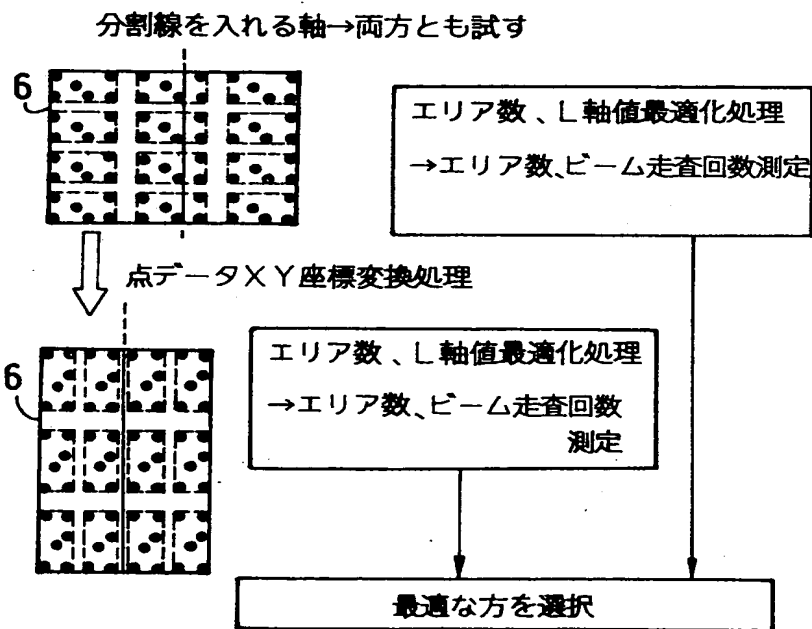 分割線を入れる軸→両方とも試す
6
エリア数、L軸値最適化処理
→エリア数、ビーム走査回数測定
点データXY座標変換処理
6
エリア数、L軸値最適化処理
→エリア数、ビーム走査回数
測定
最適な方を選択